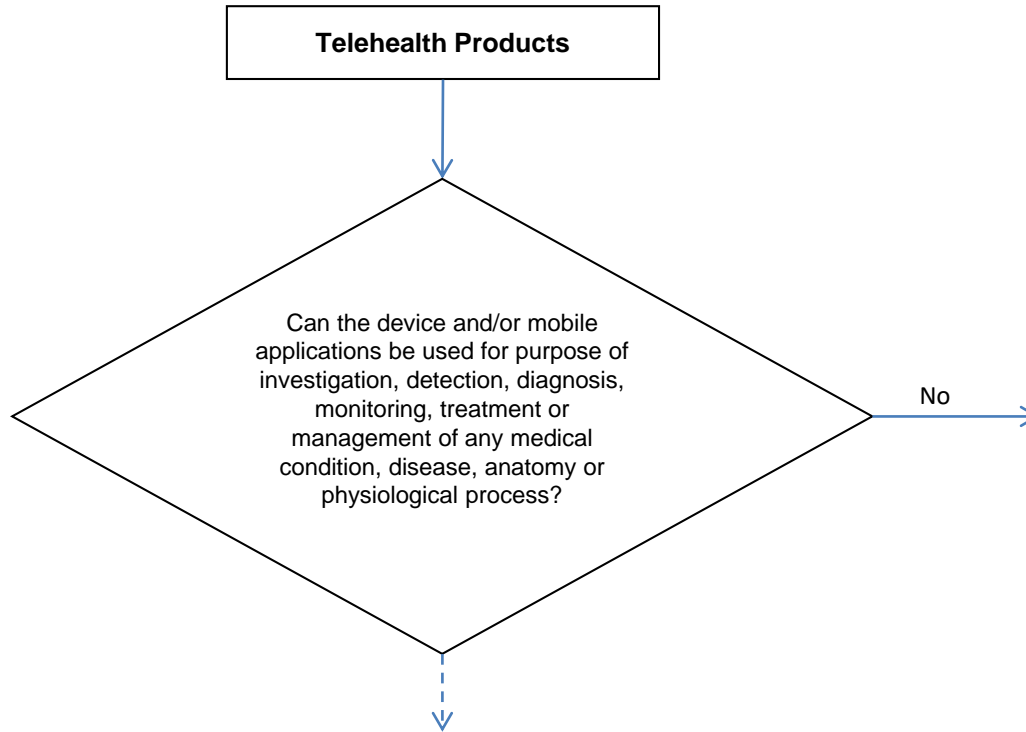 Telehealth Products
Can the device and/or mobile
applications be used for purpose of
investigation, detection, diagnosis,
monitoring, treatment or
management of any medical
condition, disease, anatomy or
physiological process?
No